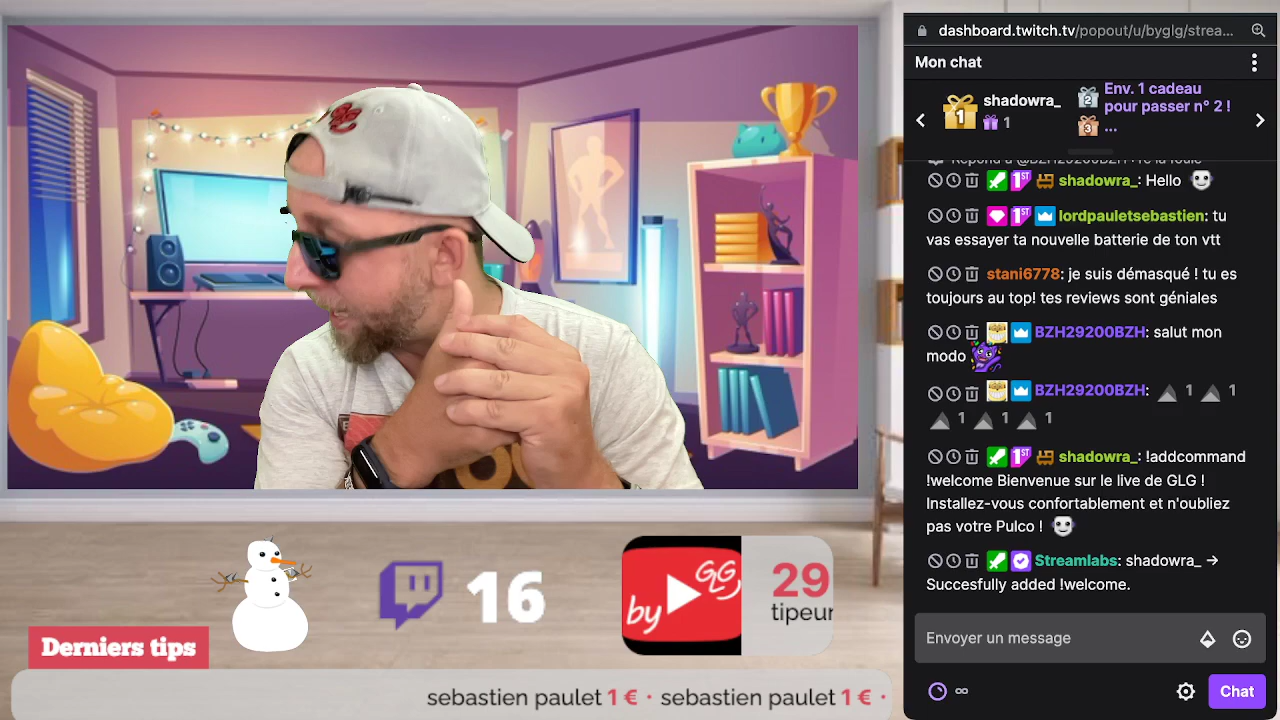 dashboard.twitch.tv/popout/u/byglg/strea...
Mon chat
1
shadowra_
1
2
Env. 1 cadeau
pour passer n° 2 !
3
...
shadowra_: Hello
lordpauletsebastien: tu
vas essayer ta nouvelle batterie de ton vtt
stani6778: je suis démasqué ! tu es
toujours au top! tes reviews sont géniales
BZH29200BZH: salut mon
modo
BZH29200BZH: 1 1
1 1 1
shadowra_: !addcommand
!welcome Bienvenue sur le live de GLG !
Installez-vous confortablement et n'oubliez
pas votre Pulco !
Streamlabs: shadowra_ →
Succesfully added !welcome.
Envoyer un message
Chat
16
by GLG
29
tipeur
Derniers tips
sebastien paulet 1 € · sebastien paulet 1 € ·